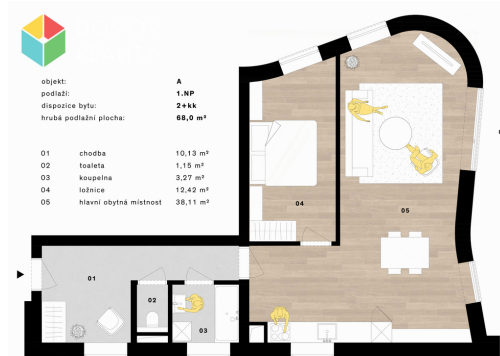 objekt: A
podlaží: 1.NP
dispozice bytu: 2+kk
hrubá podlažní plocha: 68,0 m²
01 chodba 10,13 m²
02 toaleta 1,15 m²
03 koupelna 3,27 m²
04 ložnice 12,42 m²
05 hlavní obytná místnost 38,11 m²
04
05
01
02
03